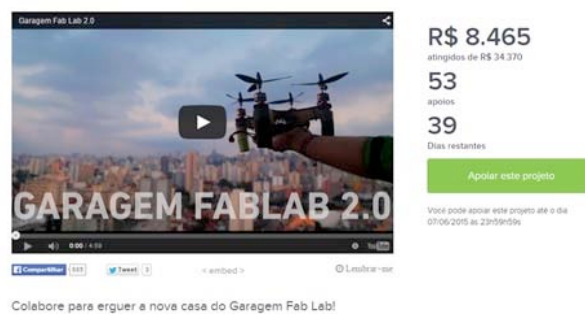 Garagem Fab Lab 2.0
GARAGEM FABLAB 2.0
0:00 / 4:59
YouTube
Compartilhar
Tweet
3
< embed >
Lembrar-me
Colabore para erguer a nova casa do Garagem Fab Lab!
R$ 8.465
atingidos de R$ 34.370
53
apoios
39
Dias restantes
Apoiar este projeto
Você pode apoiar este projeto até o dia
07/06/2015 às 23h59m59s